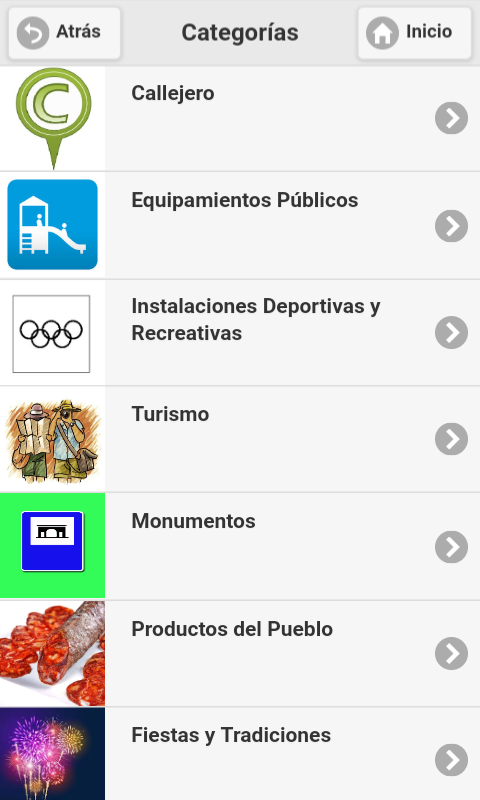 Atrás
Categorías
Inicio
C
Callejero
Equipamientos Públicos
Instalaciones Deportivas y
Recreativas
Turismo
Monumentos
Productos del Pueblo
Fiestas y Tradiciones